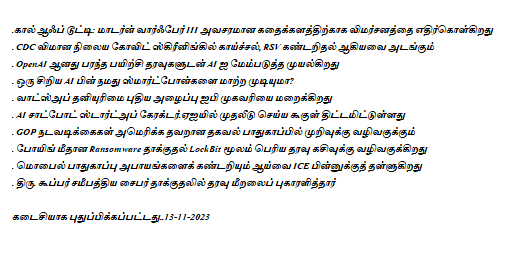 .கால் ஆஃப் டூட்டி: மாடர்ன் வார்ஃபேர் III அவசரமான கதைக்களத்திற்காக விமர்சனத்தை எதிர்கொள்கிறது
. CDC விமான நிலைய கோவிட் ஸ்கிரீனிங்கில் காய்ச்சல், RSV கண்டறிதல் ஆகியவை அடங்கும்
. OpenAI ஆனது பரந்த பயிற்சி தரவுகளுடன் AI ஐ மேம்படுத்த முயல்கிறது
. ஒரு சிறிய AI பின் நமது ஸ்மார்ட்போன்களை மாற்ற முடியுமா?
. வாட்ஸ்அப் தனியுரிமை புதிய அழைப்பு ஐபி முகவரியை மறைக்கிறது
. AI சாட்போட் ஸ்டார்ட்அப் கேரக்டர்.ஏஐயில் முதலீடு செய்ய கூகுள் திட்டமிட்டுள்ளது
. GOP நடவடிக்கைகள் அமெரிக்க தவறான தகவல் பாதுகாப்பில் முறிவுக்கு வழிவகுக்கும்
. போயிங் மீதான Ransomware தாக்குதல் LockBit மூலம் பெரிய தரவு கசிவுக்கு வழிவகுக்கிறது
. மொபைல் பாதுகாப்பு அபாயங்களைக் கண்டறியும் ஆய்வை ICE பின்னுக்குத் தள்ளுகிறது
. திரு. கூப்பர் சமீபத்திய சைபர் தாக்குதலில் தரவு மீறலைப் புகாரளித்தார்
கடைசியாக புதுப்பிக்கப்பட்டது..13-11-2023